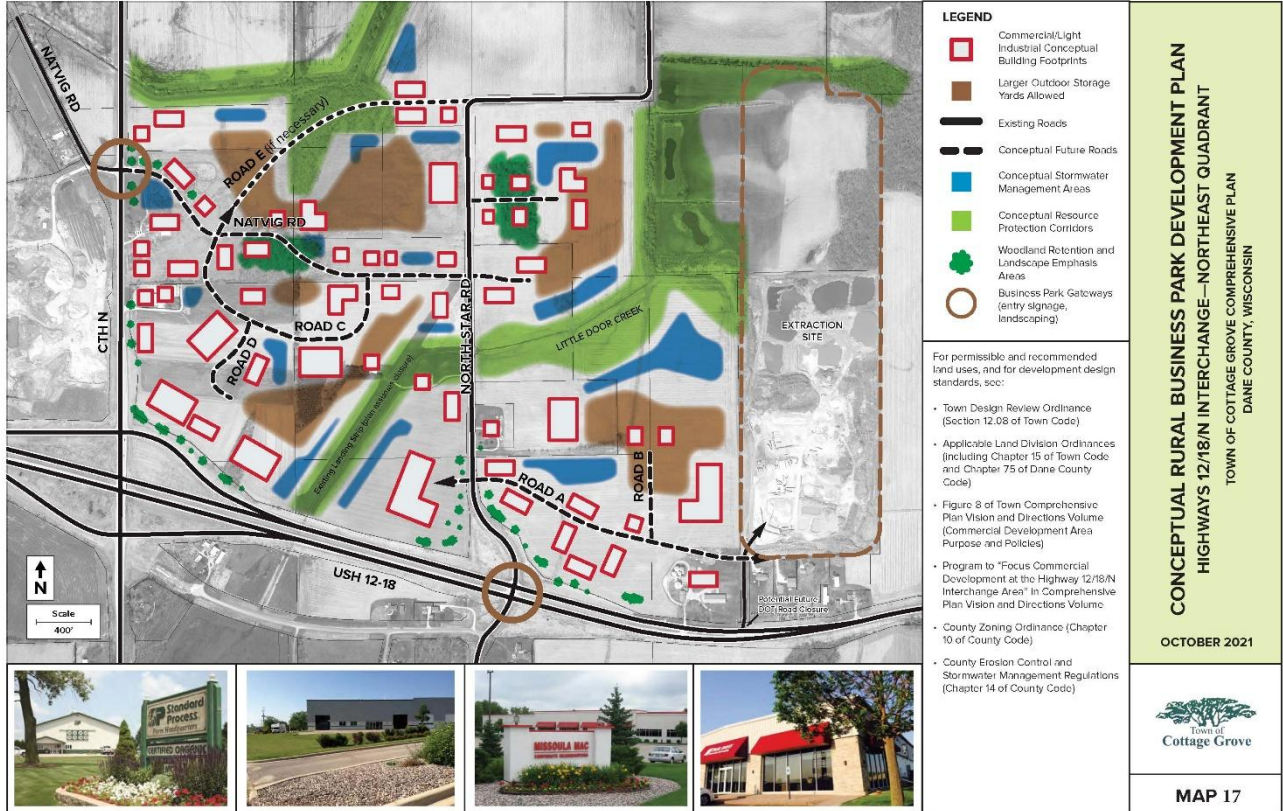 NATVIG RD
ROAD E (if necessary)
NATVIG RD
CTH N
ROAD C
ROAD D
NORTH STAR RD
LITTLE DOOR CREEK
EXTRACTION
SITE
Existing Landing Strip (plan assumes closure)
ROAD B
ROAD A
USH 12-18
Potential Future
DOT Road Closure
N
Scale
400'
LEGEND
Commercial/Light
Industrial Conceptual
Building Footprints
Larger Outdoor Storage
Yards Allowed
Existing Roads
Conceptual Future Roads
Conceptual Stormwater
Management Areas
Conceptual Resource
Protection Corridors
Woodland Retention and
Landscape Emphasis
Areas
Business Park Gateways
(entry signage,
landscaping)
For permissible and recommended
land uses, and for development design
standards, see:
• Town Design Review Ordinance
(Section 12.08 of Town Code)
• Applicable Land Division Ordinances
(including Chapter 15 of Town Code
and Chapter 75 of Dane County
Code)
• Figure 8 of Town Comprehensive
Plan Vision and Directions Volume
(Commercial Development Area
Purpose and Policies)
• Program to "Focus Commercial
Development at the Highway 12/18/N
Interchange Area" in Comprehensive
Plan Vision and Directions Volume
• County Zoning Ordinance (Chapter
10 of County Code)
• County Erosion Control and
Stormwater Management Regulations
(Chapter 14 of County Code)
CONCEPTUAL RURAL BUSINESS PARK DEVELOPMENT PLAN
HIGHWAYS 12/18/N INTERCHANGE—NORTHEAST QUADRANT
TOWN OF COTTAGE GROVE COMPREHENSIVE PLAN
DANE COUNTY, WISCONSIN
OCTOBER 2021
Town of
Cottage Grove
MAP 17
SP Standard
Process
CERTIFIED ORGANIC
MISSOULA MAC